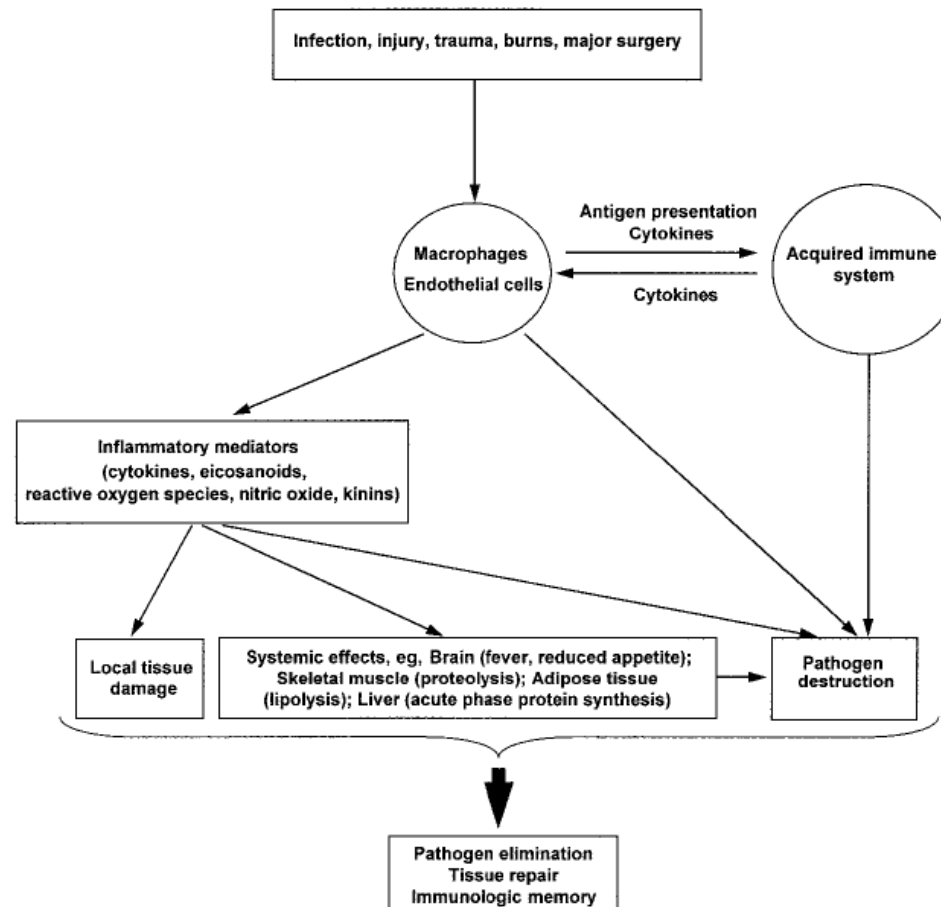 Infection, injury, trauma, burns, major surgery
Antigen presentation
Cytokines
Macrophages
Endothelial cells
Acquired immune
system
Cytokines
Inflammatory mediators
(cytokines, eicosanoids,
reactive oxygen species, nitric oxide, kinins)
Local tissue
damage
Systemic effects, eg, Brain (fever, reduced appetite);
Skeletal muscle (proteolysis); Adipose tissue
(lipolysis); Liver (acute phase protein synthesis)
Pathogen
destruction
Pathogen elimination
Tissue repair
Immunologic memory